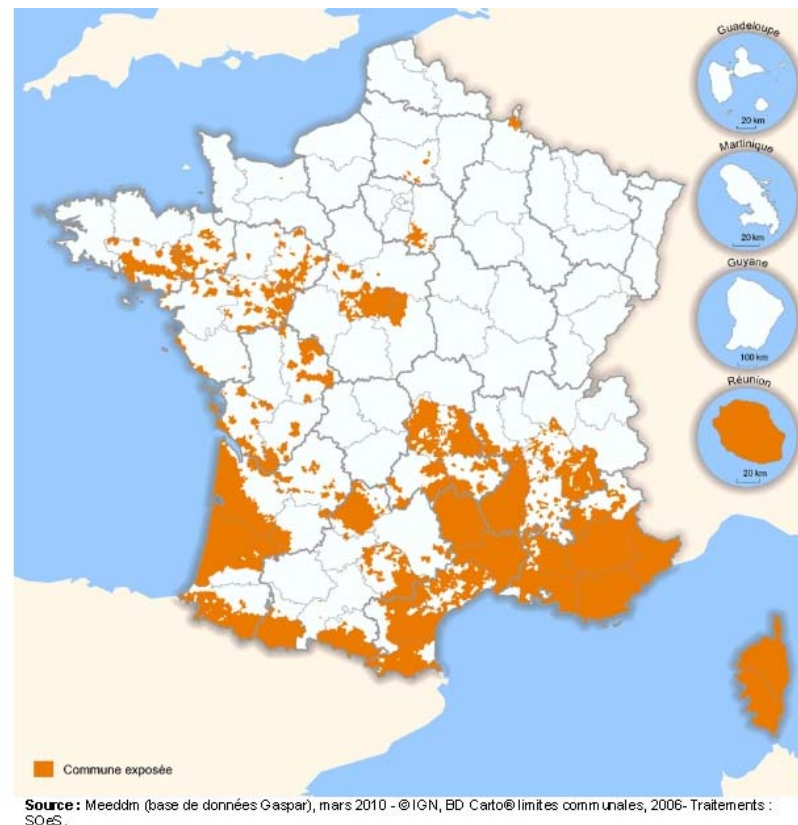 Guadeloupe
20 km
Martinique
20 km
Guyane
100 km
Réunion
20 km
Commune exposée
Source : Meeddm (base de données Gaspar), mars 2010 - © IGN, BD Carto® limites communales, 2006- Traitements :
SOeS.